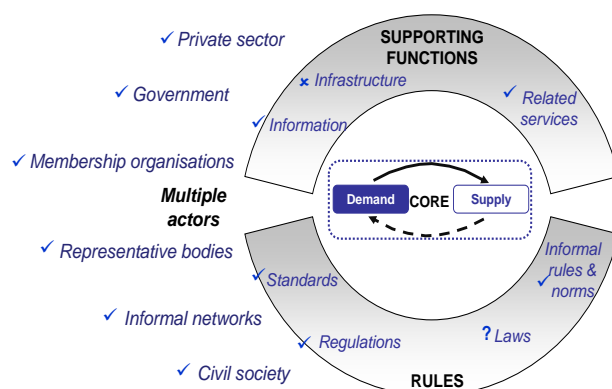 ✓ Private sector
SUPPORTING
FUNCTIONS
× Infrastructure
✓ Government
✓ Related
services
✓ Information
✓ Membership organisations
Multiple
actors
Demand
CORE
Supply
✓ Representative bodies
Informal
rules &
✓ norms
✓ Standards
✓ Informal networks
✓ Regulations
? Laws
✓ Civil society
RULES